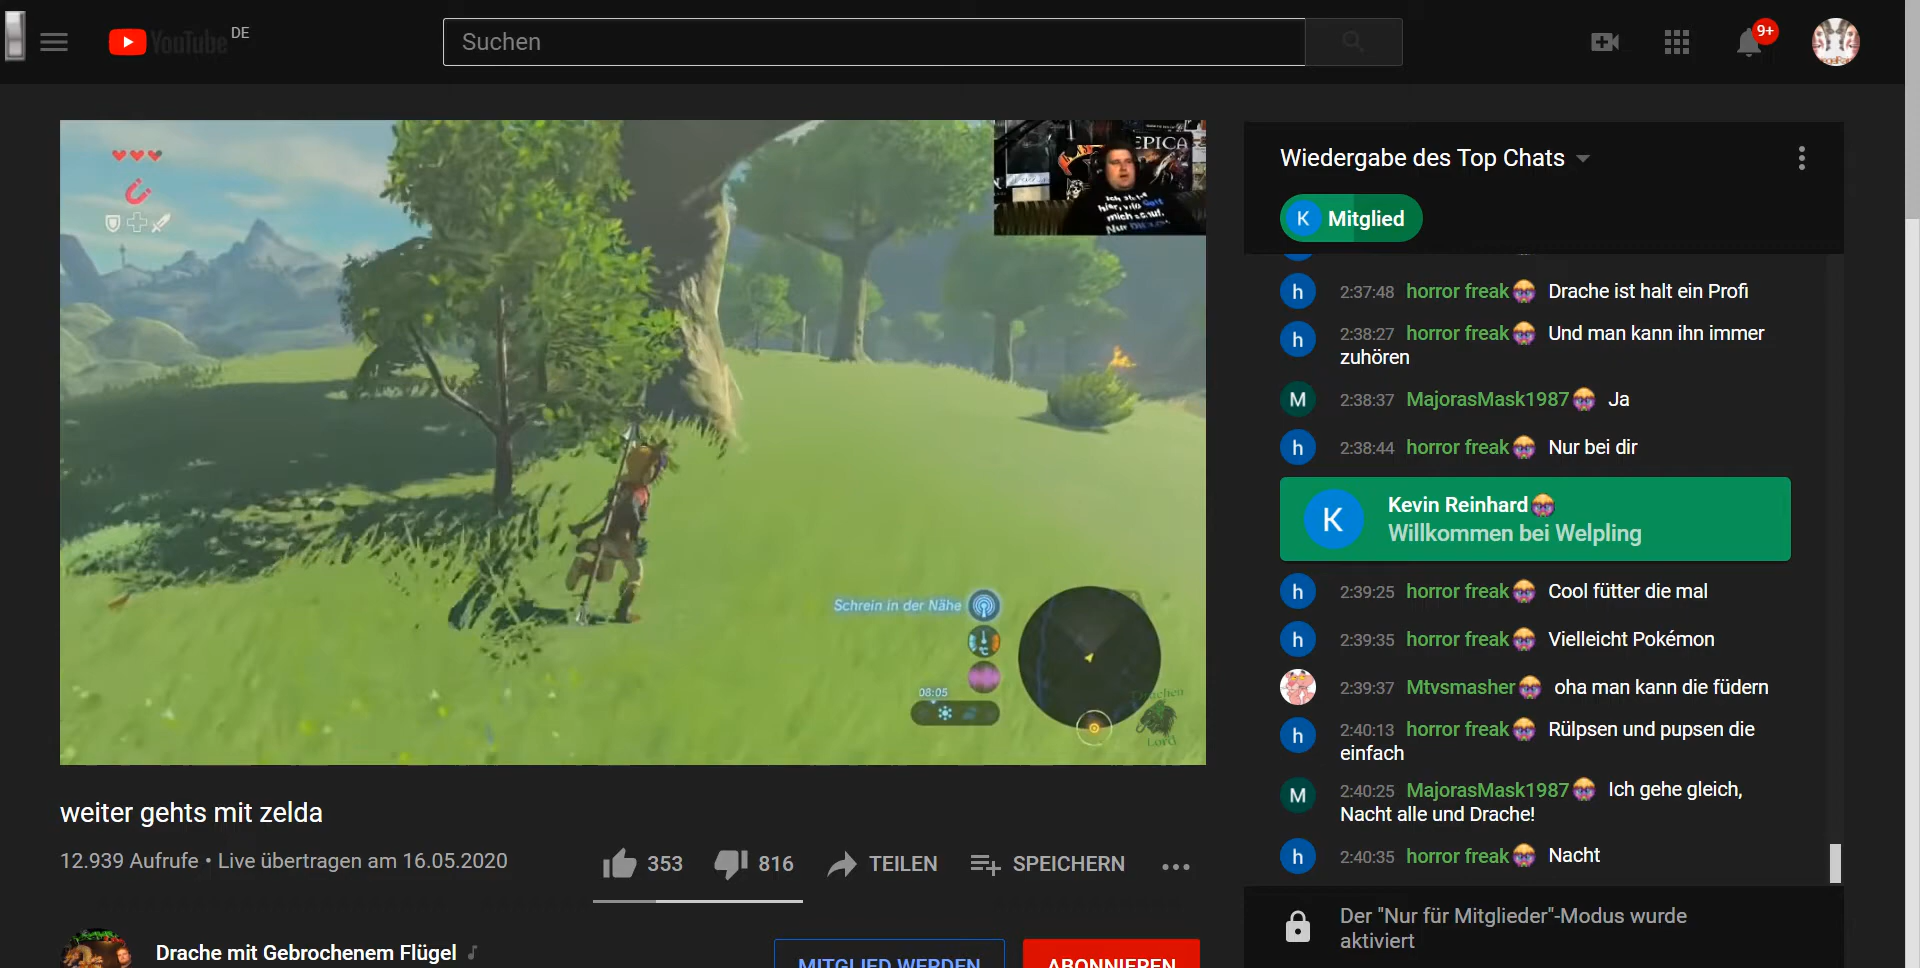 YouTube DE
Suchen
9+
EPICA
Schrein in der Nähe
08:05
Drachen
Lord
weiter gehts mit zelda
12.939 Aufrufe • Live übertragen am 16.05.2020
353
816
TEILEN
SPEICHERN
Drache mit Gebrochenem Flügel
MITGLIED WERDEN
ABONNIEREN
Wiedergabe des Top Chats
K Mitglied
h 2:37:48 horror freak Drache ist halt ein Profi
h 2:38:27 horror freak Und man kann ihn immer
zuhören
M 2:38:37 MajorasMask1987 Ja
h 2:38:44 horror freak Nur bei dir
K Kevin Reinhard
Willkommen bei Welpling
h 2:39:25 horror freak Cool fütter die mal
h 2:39:35 horror freak Vielleicht Pokémon
2:39:37 Mtvsmasher oha man kann die füdern
h 2:40:13 horror freak Rülpsen und pupsen die
einfach
M 2:40:25 MajorasMask1987 Ich gehe gleich,
Nacht alle und Drache!
h 2:40:35 horror freak Nacht
Der "Nur für Mitglieder"-Modus wurde
aktiviert